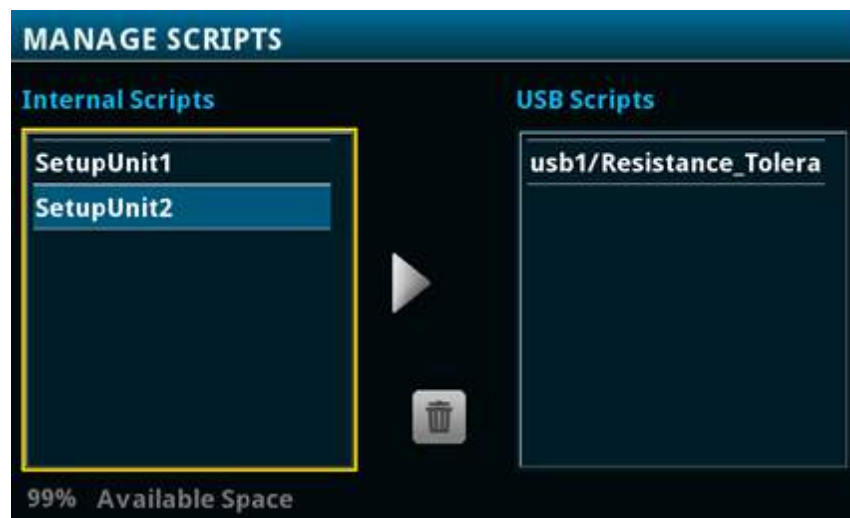 MANAGE SCRIPTS
Internal Scripts
USB Scripts
SetupUnit1
SetupUnit2
usb1/Resistance_Tolera
99% Available Space